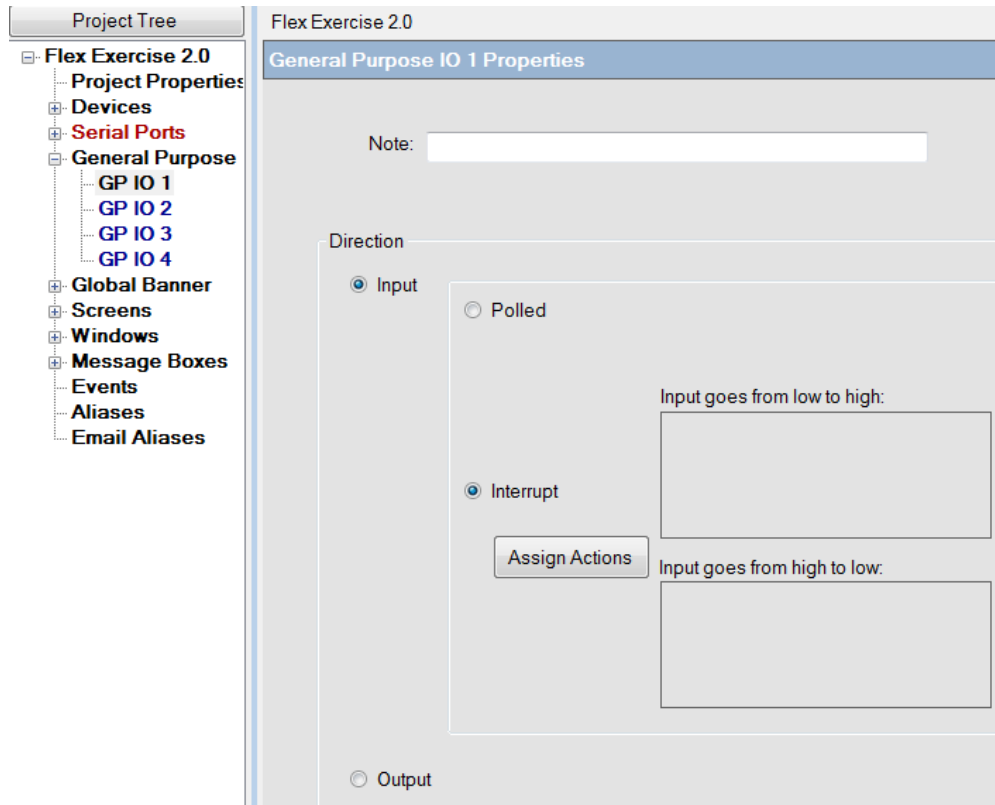 Project Tree
Flex Exercise 2.0
Project Properties
Devices
Serial Ports
General Purpose
GP IO 1
GP IO 2
GP IO 3
GP IO 4
Global Banner
Screens
Windows
Message Boxes
Events
Aliases
Email Aliases
Flex Exercise 2.0
General Purpose IO 1 Properties
Note:
Direction
Input
Polled
Input goes from low to high:
Interrupt
Assign Actions
Input goes from high to low:
Output